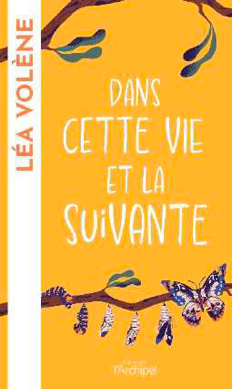 LÉA VOLÈNE
DANS
CETTE VIE
ET LA
SUiVANTE
l'Archipel